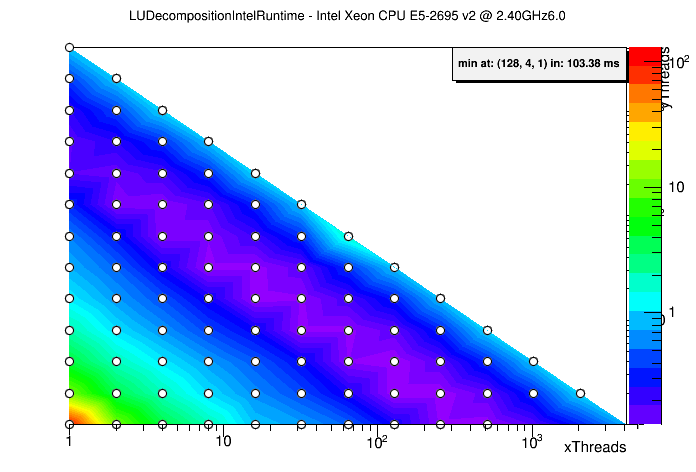 LUDecompositionIntelRuntime - Intel Xeon CPU E5-2695 v2 @ 2.40GHz6.0
min at: (128, 4, 1) in: 103.38 ms
10²
yThreads
10
1
1
10
10²
10³
xThreads